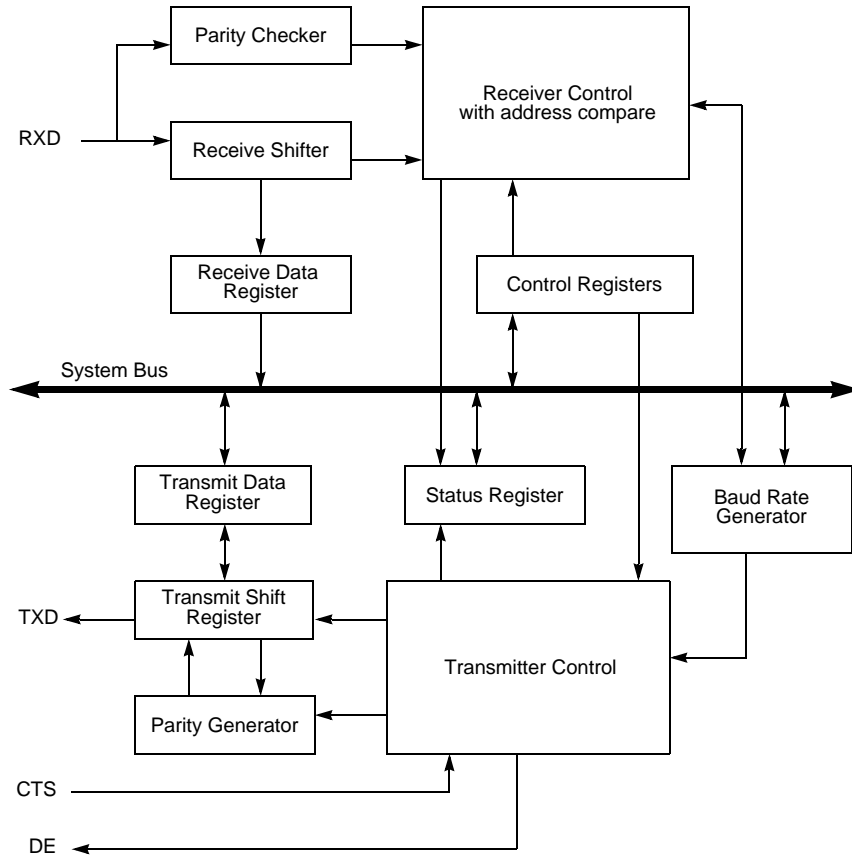 Parity Checker
Receiver Control
with address compare
RXD
Receive Shifter
Receive Data
Register
Control Registers
System Bus
Transmit Data
Register
Status Register
Baud Rate
Generator
TXD
Transmit Shift
Register
Transmitter Control
Parity Generator
CTS
DE